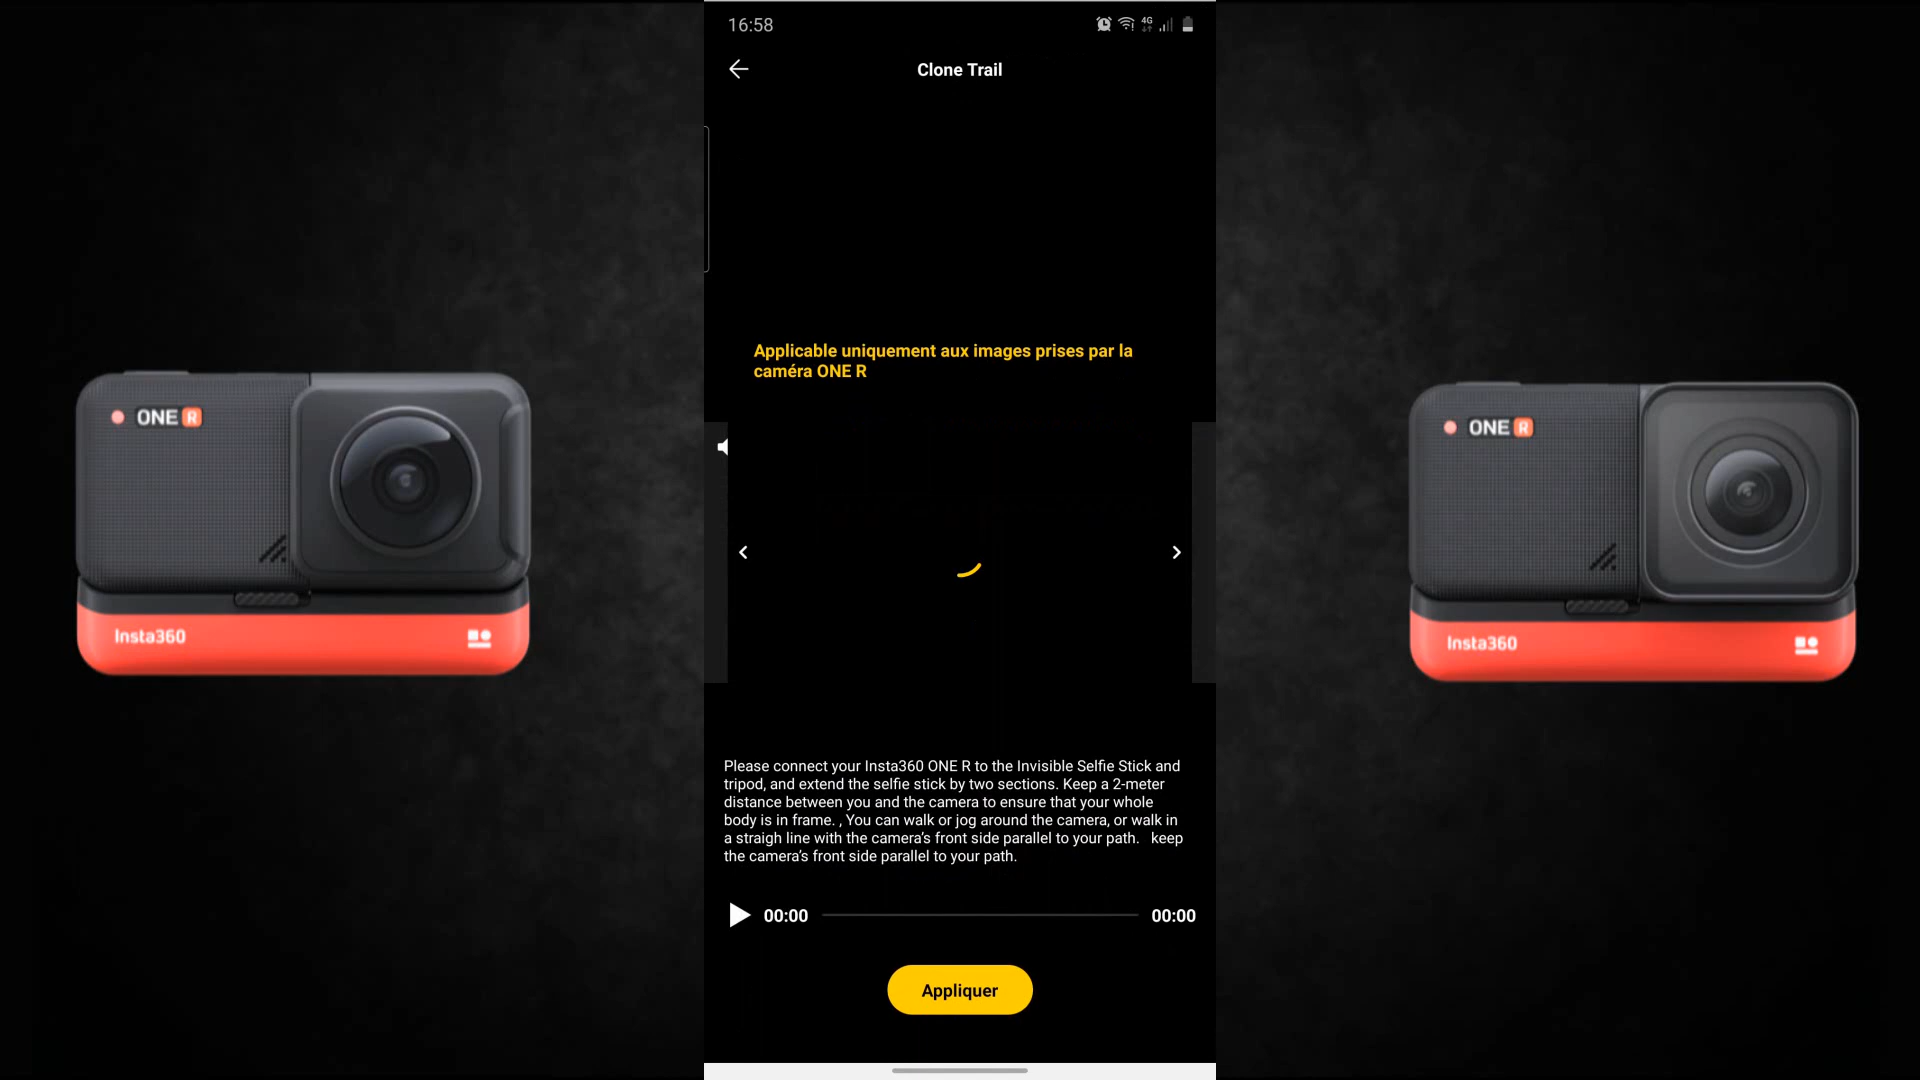 16:58
4G
Clone Trail
Applicable uniquement aux images prises par la
caméra ONE R
ONE R
Insta360
ONE R
Insta360
Please connect your Insta360 ONE R to the Invisible Selfie Stick and
tripod, and extend the selfie stick by two sections. Keep a 2-meter
distance between you and the camera to ensure that your whole
body is in frame. , You can walk or jog around the camera, or walk in
a straigh line with the camera’s front side parallel to your path. keep
the camera’s front side parallel to your path.
00:00
00:00
Appliquer